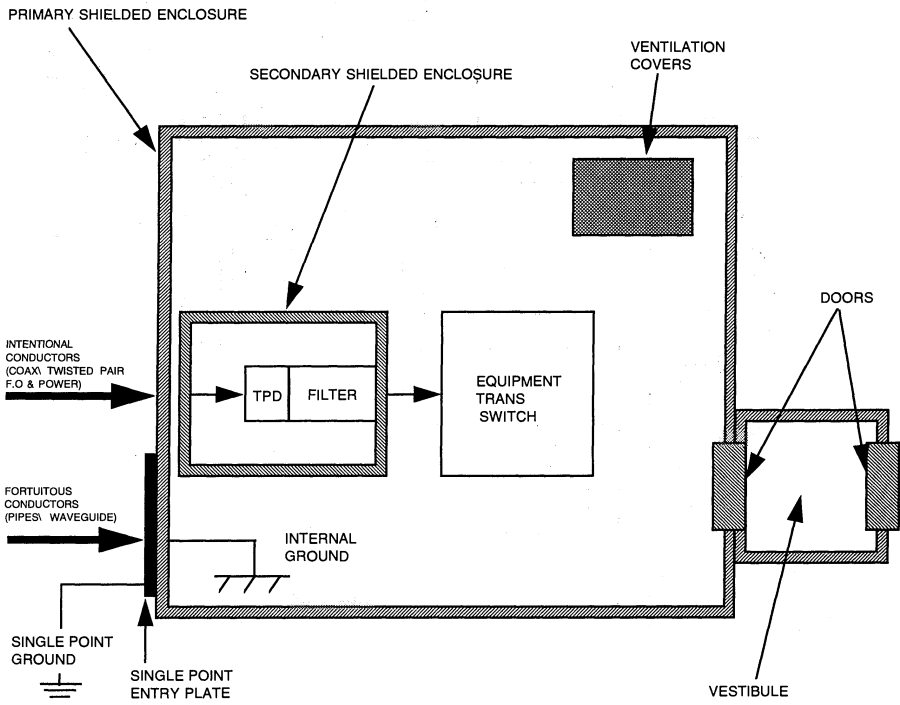 PRIMARY SHIELDED ENCLOSURE
VENTILATION
COVERS
SECONDARY SHIELDED ENCLOSURE
DOORS
INTENTIONAL
CONDUCTORS
(COAX\ TWISTED PAIR
F.O & POWER)
TPD
FILTER
EQUIPMENT
TRANS
SWITCH
FORTUITOUS
CONDUCTORS
(PIPES\ WAVEGUIDE)
INTERNAL
GROUND
SINGLE POINT
GROUND
SINGLE POINT
ENTRY PLATE
VESTIBULE